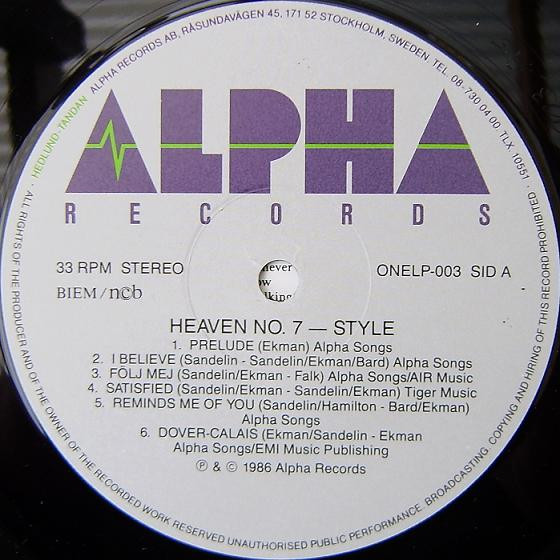 HEDLUND-TANDAN ALPHA RECORDS AB, RÅSUNDAVÄGEN 45, 171 52 STOCKHOLM, SWEDEN. TEL. 08-730 04 00 TLX. 10551
ALPHA
RECORDS
33 RPM STEREO
BIEM / n©b
ONELP-003 SID A
never
ow
lking
HEAVEN NO. 7 — STYLE
1. PRELUDE (Ekman) Alpha Songs
2. I BELIEVE (Sandelin - Sandelin/Ekman/Bard) Alpha Songs
3. FÖLJ MEJ (Sandelin/Ekman - Falk) Alpha Songs/AIR Music
4. SATISFIED (Sandelin/Ekman - Sandelin/Ekman) Tiger Music
5. REMINDS ME OF YOU (Sandelin/Hamilton - Bard/Ekman)
Alpha Songs
6. DOVER-CALAIS (Ekman/Sandelin - Ekman
Alpha Songs/EMI Music Publishing
℗ & © 1986 Alpha Records
· ALL RIGHTS OF THE PRODUCER AND OF THE OWNER OF THE RECORDED WORK RESERVED UNAUTHORISED PUBLIC PERFORMANCE. BROADCASTING. COPYING AND HIRING OF THIS RECORD PROHIBITED ·